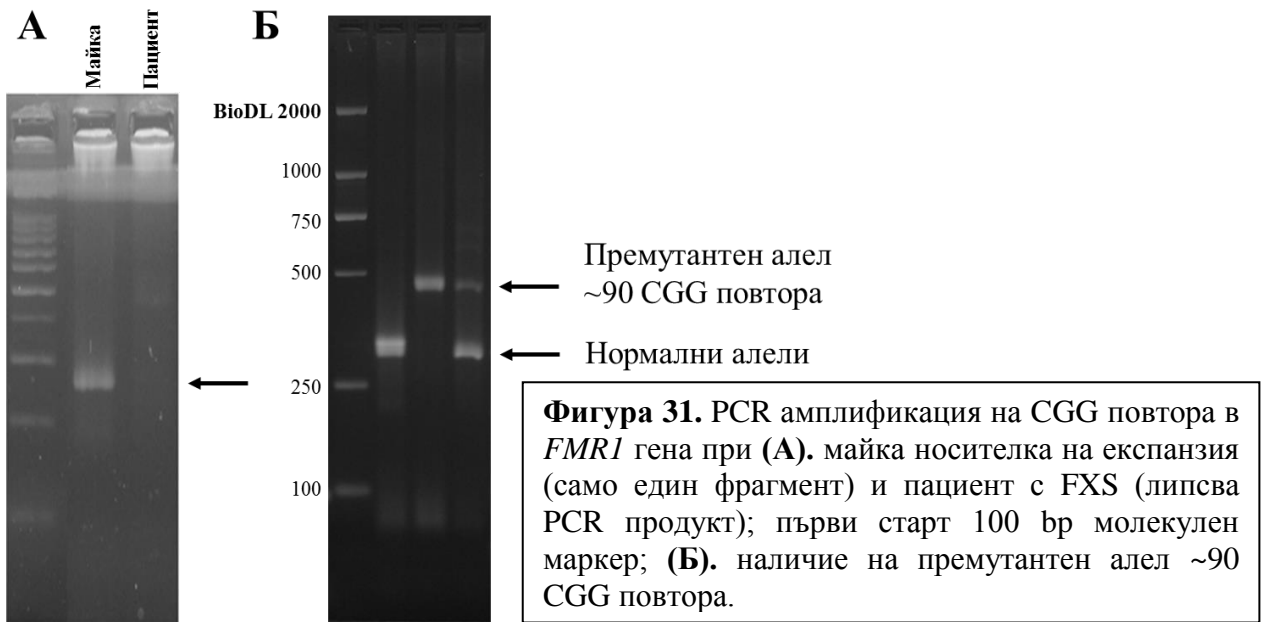 А
Майка
Пациент
Б
BioDL 2000
1000
750
500
250
100
Премутантен алел
~90 CGG повтора
Нормални алели
Фигура 31. PCR амплификация на CGG повтора в
FMR1 гена при (А). майка носителка на експанзия
(само един фрагмент) и пациент с FXS (липсва
PCR продукт); първи старт 100 bp молекулен
маркер; (Б). наличие на премутантен алел ~90
CGG повтора.